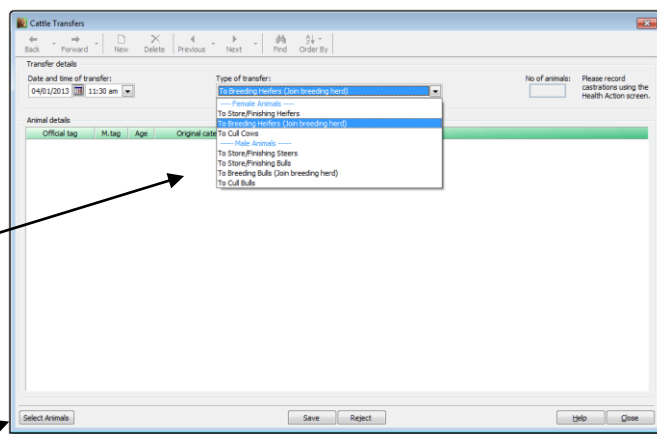 Cattle Transfers
Back Forward New Delete Previous Next Find Order By
Transfer details
Date and time of transfer: Type of transfer: No of animals: Please record
castrations using the
Health Action screen.
04/01/2013 11:30 am To Breeding Heifers (Join breeding herd)
---- Female Animals ----
To Store/Finishing Heifers
To Breeding Heifers (Join breeding herd)
To Cull Cows
----- Male Animals -----
To Store/Finishing Steers
To Store/Finishing Bulls
To Breeding Bulls (Join breeding herd)
To Cull Bulls
Animal details
Official tag M.tag Age Original cate
Select Animals Save Reject Help Close